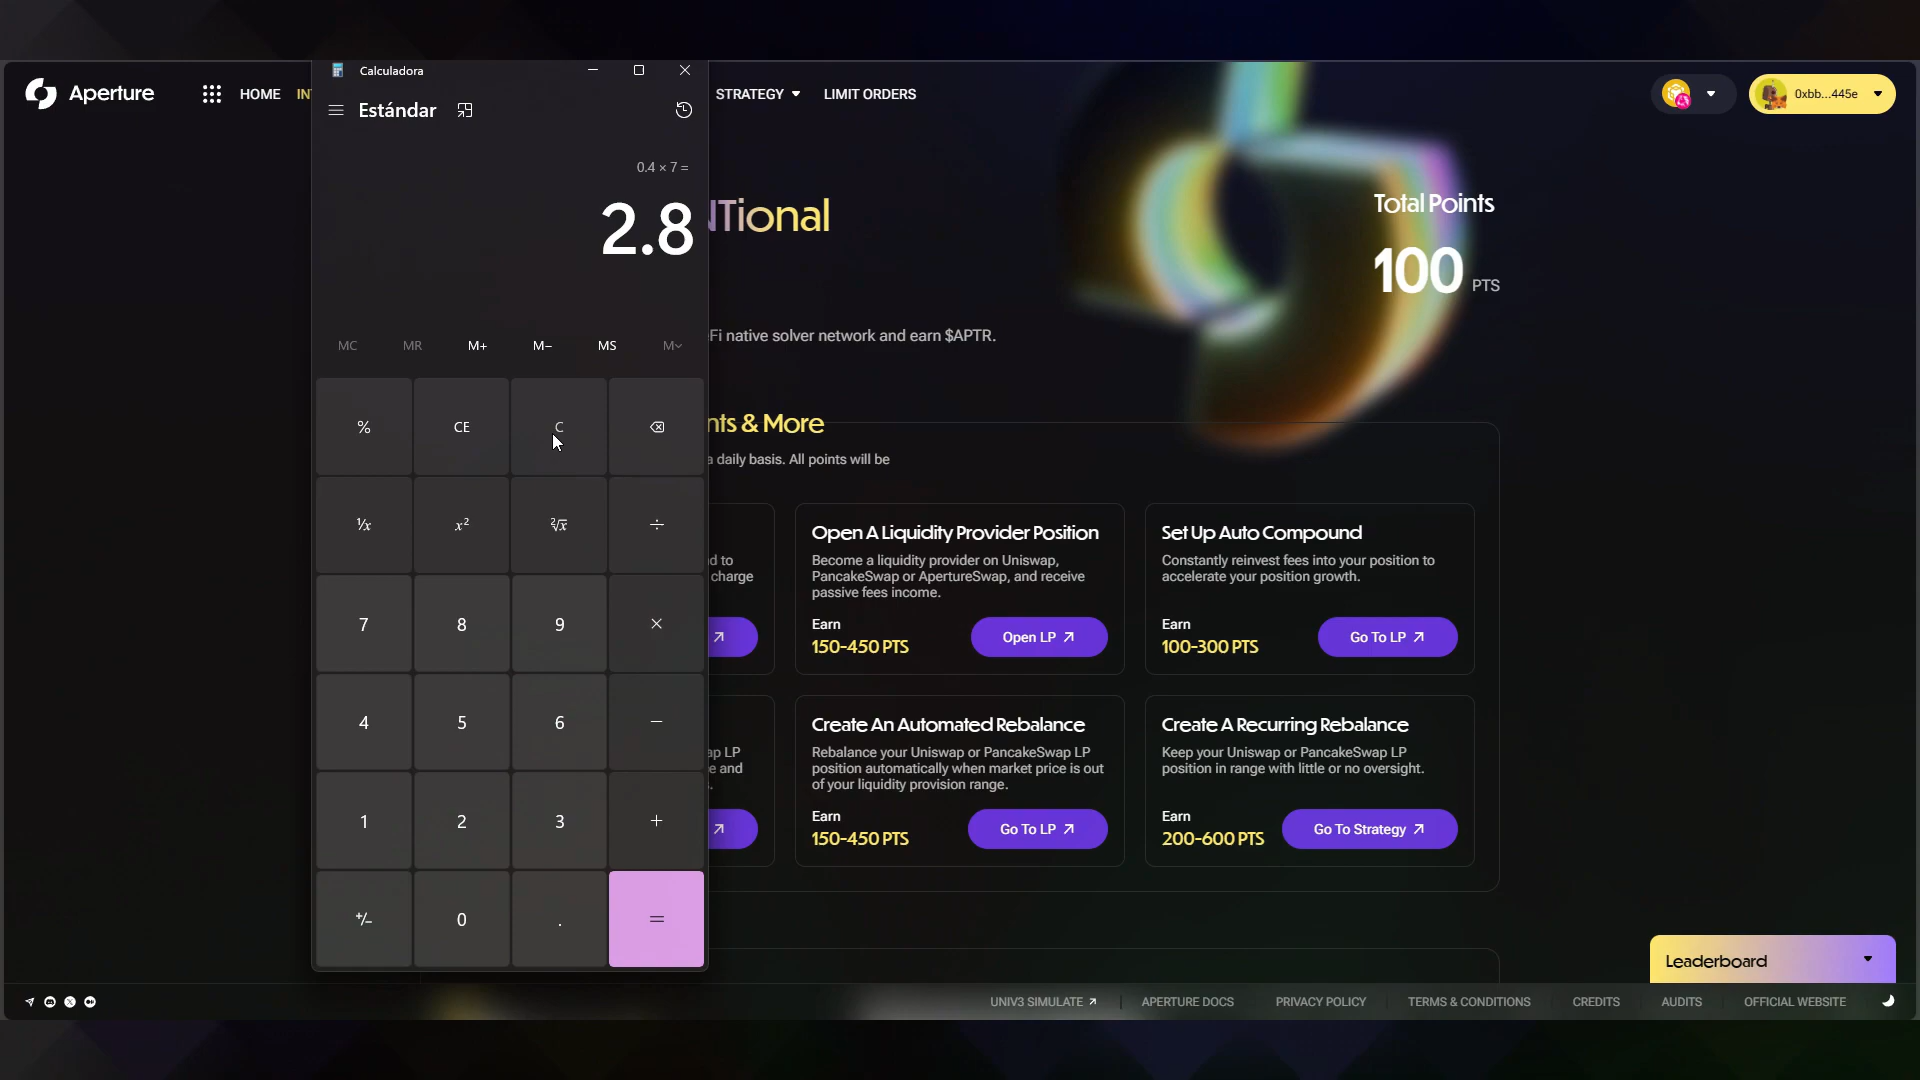 Calculadora
Estándar
0.4 × 7 =
2.8
MC MR M+ M− MS M
% CE C
¹/x x² ²√x ÷
7 8 9 ×
4 5 6 −
1 2 3 +
+/− 0 . =
Aperture
HOME
STRATEGY
LIMIT ORDERS
0xbb...445e
Tional
Total Points
100 PTS
Fi native solver network and earn $APTR.
nts & More
a daily basis. All points will be
d to
charge
Open A Liquidity Provider Position
Become a liquidity provider on Uniswap,
PancakeSwap or ApertureSwap, and receive
passive fees income.
Earn
150-450 PTS
Open LP
Set Up Auto Compound
Constantly reinvest fees into your position to
accelerate your position growth.
Earn
100-300 PTS
Go To LP
ap LP
e and
Create An Automated Rebalance
Rebalance your Uniswap or PancakeSwap LP
position automatically when market price is out
of your liquidity provision range.
Earn
150-450 PTS
Go To LP
Create A Recurring Rebalance
Keep your Uniswap or PancakeSwap LP
position in range with little or no oversight.
Earn
200-600 PTS
Go To Strategy
Leaderboard
UNIV3 SIMULATE
APERTURE DOCS
PRIVACY POLICY
TERMS & CONDITIONS
CREDITS
AUDITS
OFFICIAL WEBSITE